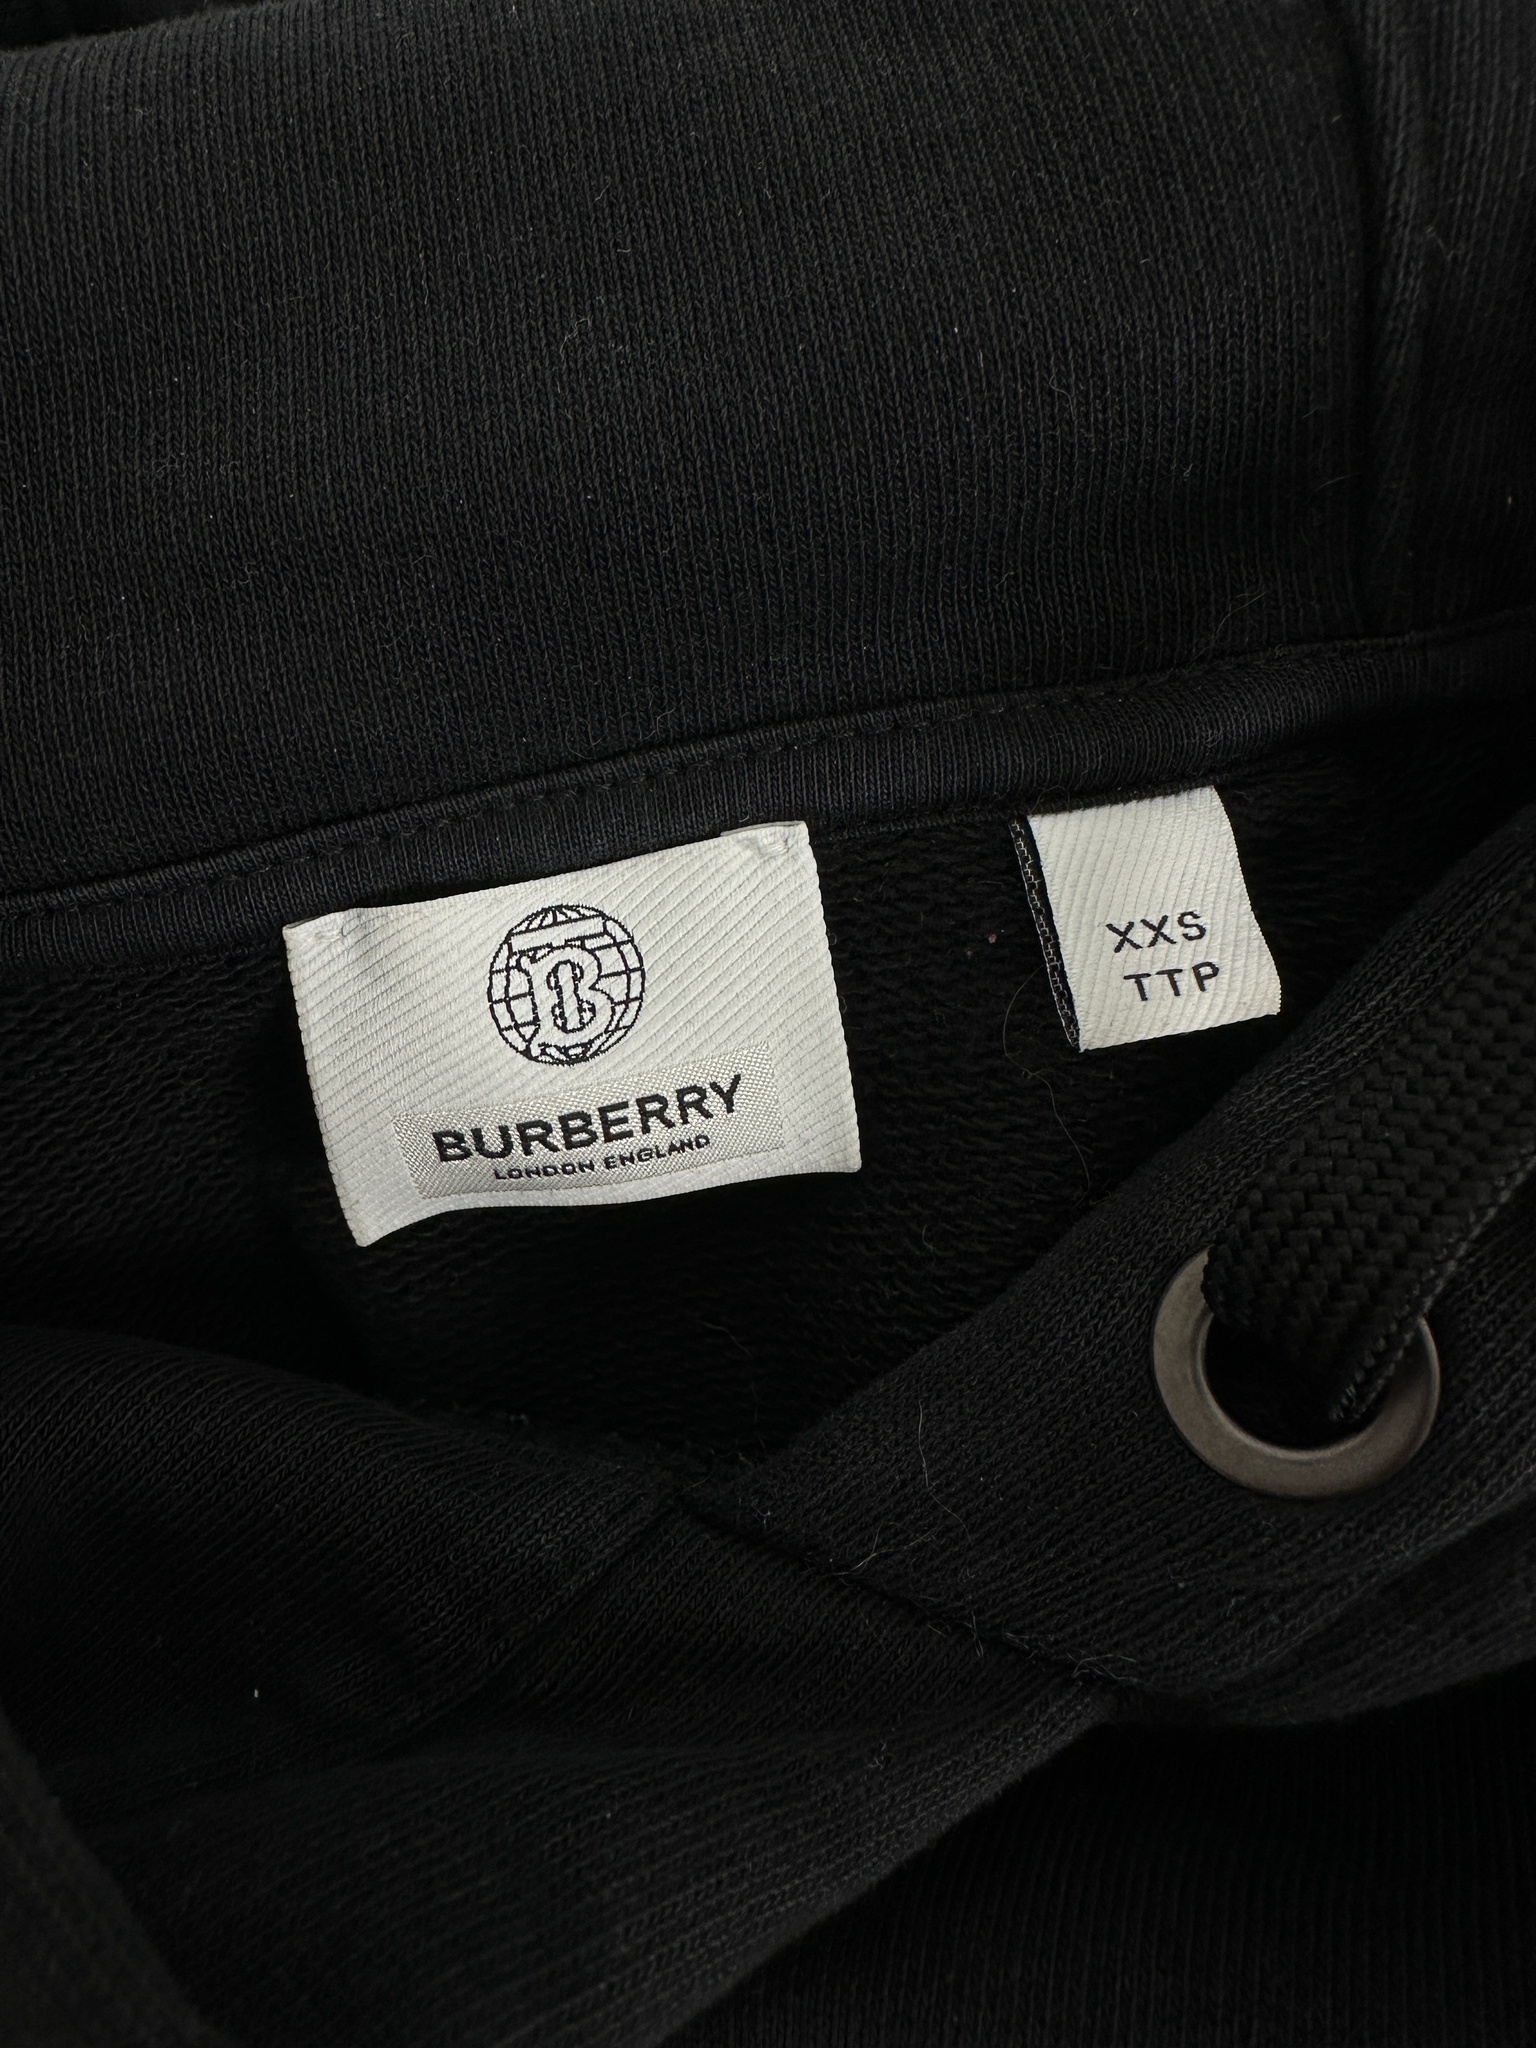 B
BURBERRY
LONDON ENGLAND
XXS
TTP